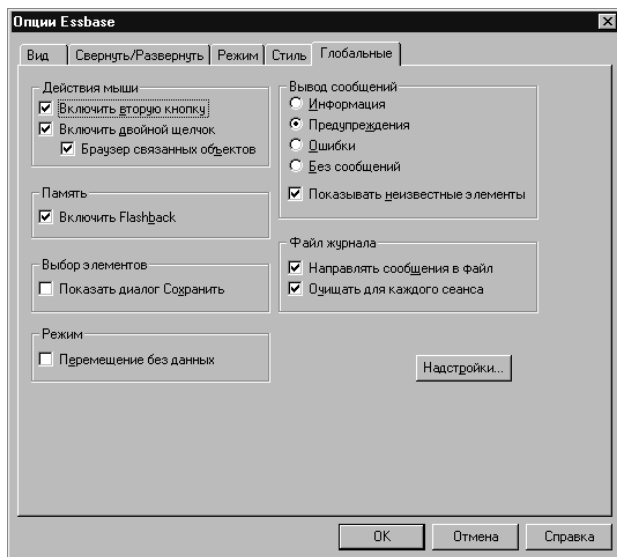 Опции Essbase
Вид Свернуть/Развернуть Режим Стиль Глобальные
Действия мыши
Включить вторую кнопку
Включить двойной щелчок
Браузер связанных объектов
Память
Включить Flashback
Выбор элементов
Показать диалог Сохранить
Режим
Перемещение без данных
Вывод сообщений
Информация
Предупреждения
Ошибки
Без сообщений
Показывать неизвестные элементы
Файл журнала
Направлять сообщения в файл
Очищать для каждого сеанса
Надстройки...
OK Отмена Справка